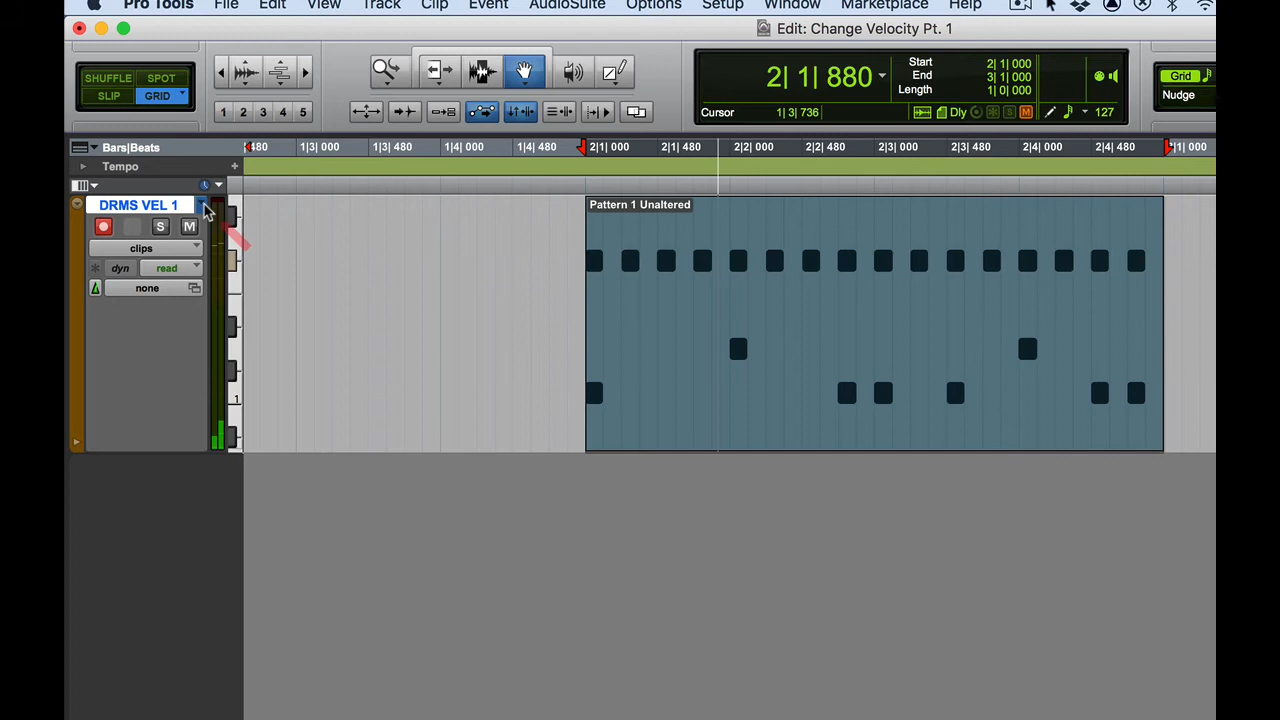 Pro Tools File Edit View Track Clip Event AudioSuite Options Setup Window Marketplace Help
Edit: Change Velocity Pt. 1
SHUFFLE SPOT
SLIP GRID
1 2 3 4 5
2| 1| 880
Start 2| 1| 000
End 3| 1| 000
Length 1| 0| 000
Cursor 1| 3| 736
Dly S M 127
Grid
Nudge
Bars|Beats
480 1|3| 000 1|3| 480 1|4| 000 1|4| 480 2|1| 000 2|1| 480 2|2| 000 2|2| 480 2|3| 000 2|3| 480 2|4| 000 2|4| 480 |1| 000
Tempo +
DRMS VEL 1
Pattern 1 Unaltered
S M
clips
dyn read
none
1